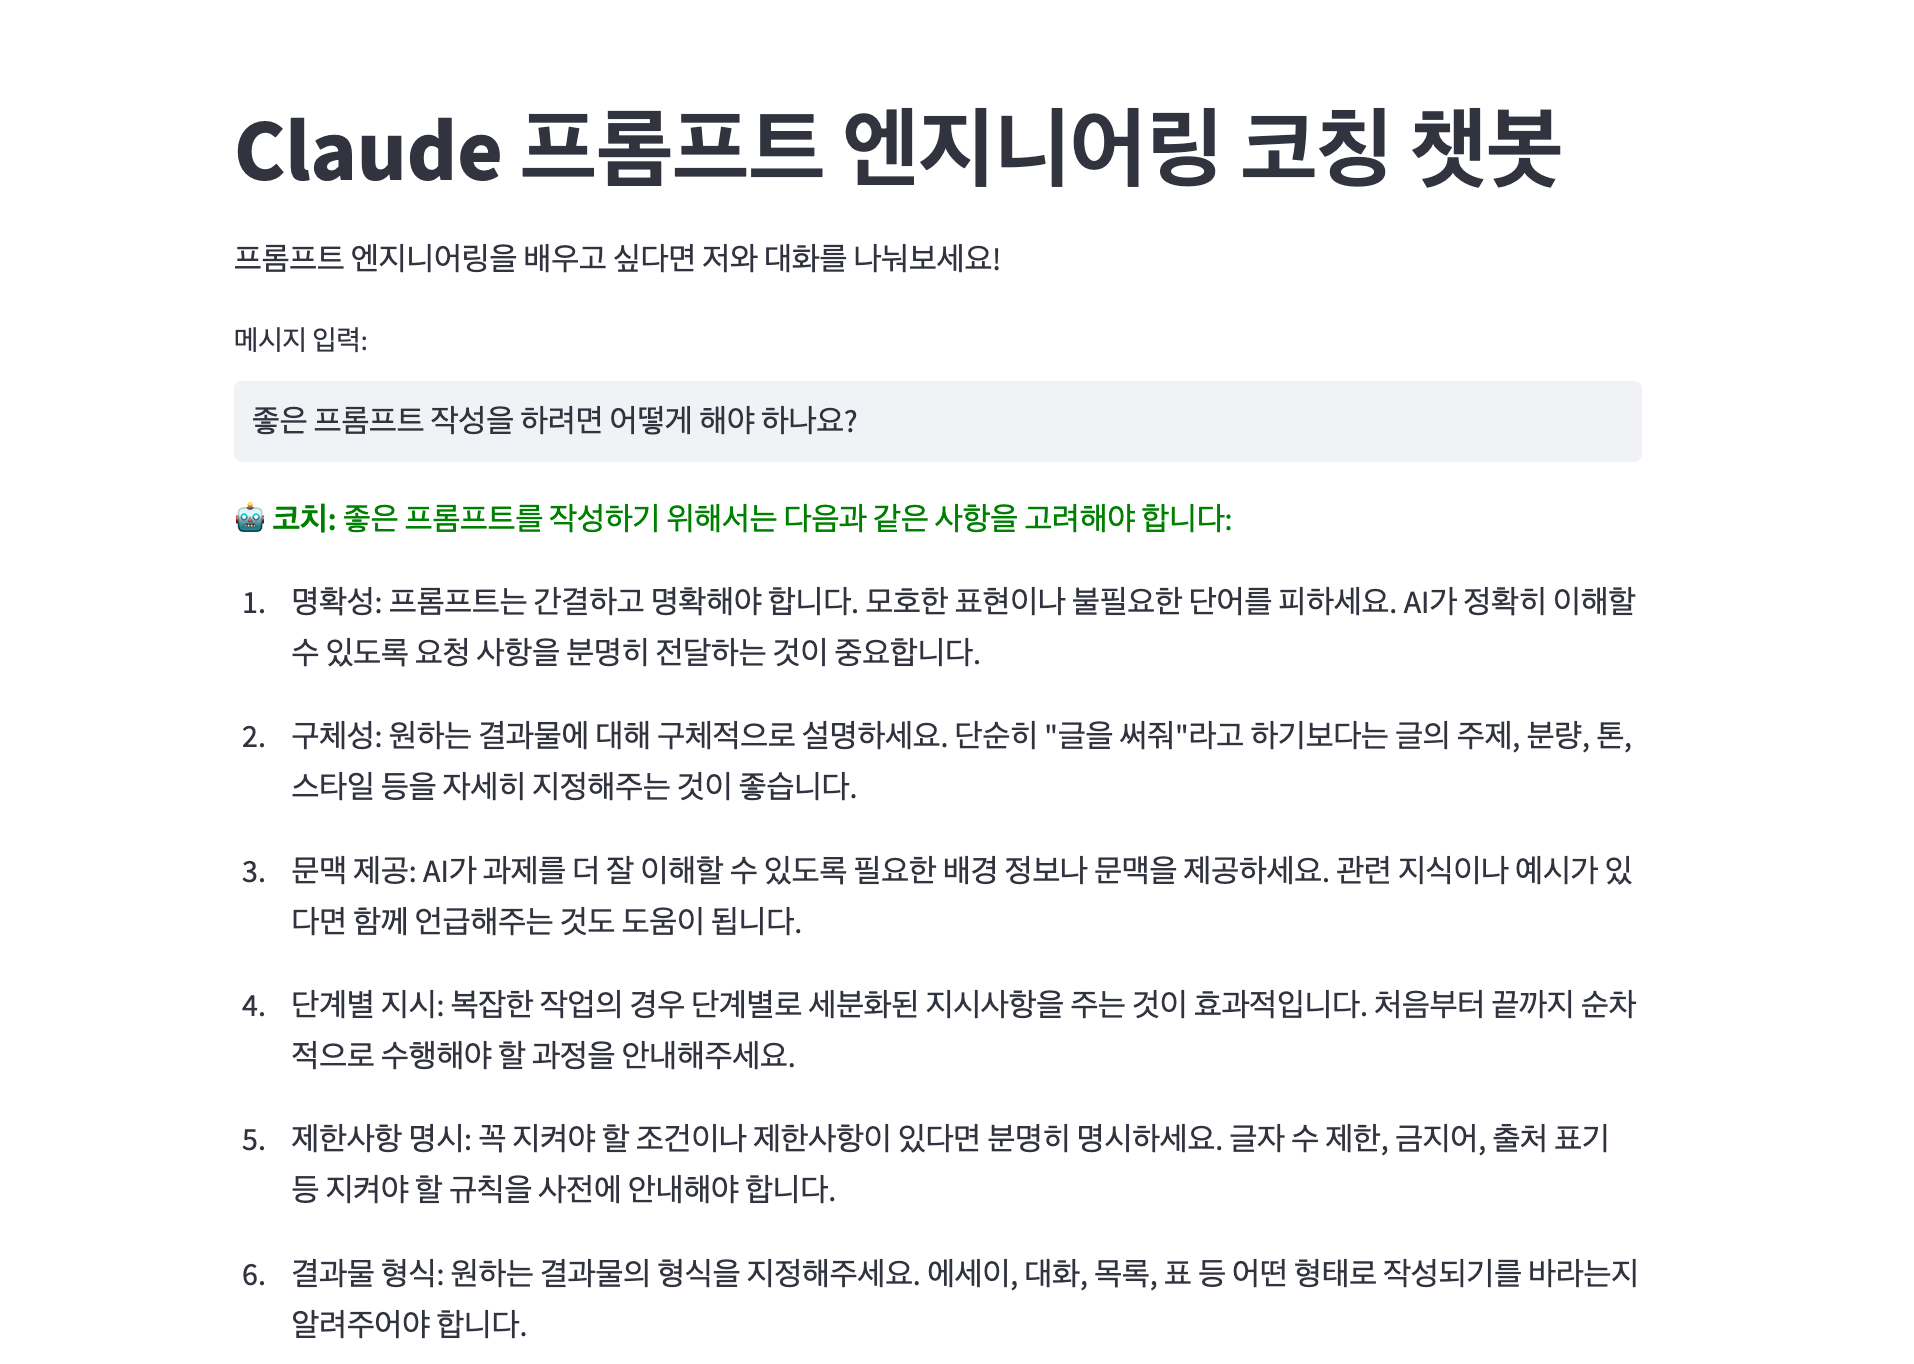 Claude 프롬프트 엔지니어링 코칭 챗봇
프롬프트 엔지니어링을 배우고 싶다면 저와 대화를 나눠보세요!
메시지 입력:
좋은 프롬프트 작성을 하려면 어떻게 해야 하나요?
🤖 코치: 좋은 프롬프트를 작성하기 위해서는 다음과 같은 사항을 고려해야 합니다:
1. 명확성: 프롬프트는 간결하고 명확해야 합니다. 모호한 표현이나 불필요한 단어를 피하세요. AI가 정확히 이해할
수 있도록 요청 사항을 분명히 전달하는 것이 중요합니다.
2. 구체성: 원하는 결과물에 대해 구체적으로 설명하세요. 단순히 "글을 써줘"라고 하기보다는 글의 주제, 분량, 톤,
스타일 등을 자세히 지정해주는 것이 좋습니다.
3. 문맥 제공: AI가 과제를 더 잘 이해할 수 있도록 필요한 배경 정보나 문맥을 제공하세요. 관련 지식이나 예시가 있
다면 함께 언급해주는 것도 도움이 됩니다.
4. 단계별 지시: 복잡한 작업의 경우 단계별로 세분화된 지시사항을 주는 것이 효과적입니다. 처음부터 끝까지 순차
적으로 수행해야 할 과정을 안내해주세요.
5. 제한사항 명시: 꼭 지켜야 할 조건이나 제한사항이 있다면 분명히 명시하세요. 글자 수 제한, 금지어, 출처 표기
등 지켜야 할 규칙을 사전에 안내해야 합니다.
6. 결과물 형식: 원하는 결과물의 형식을 지정해주세요. 에세이, 대화, 목록, 표 등 어떤 형태로 작성되기를 바라는지
알려주어야 합니다.